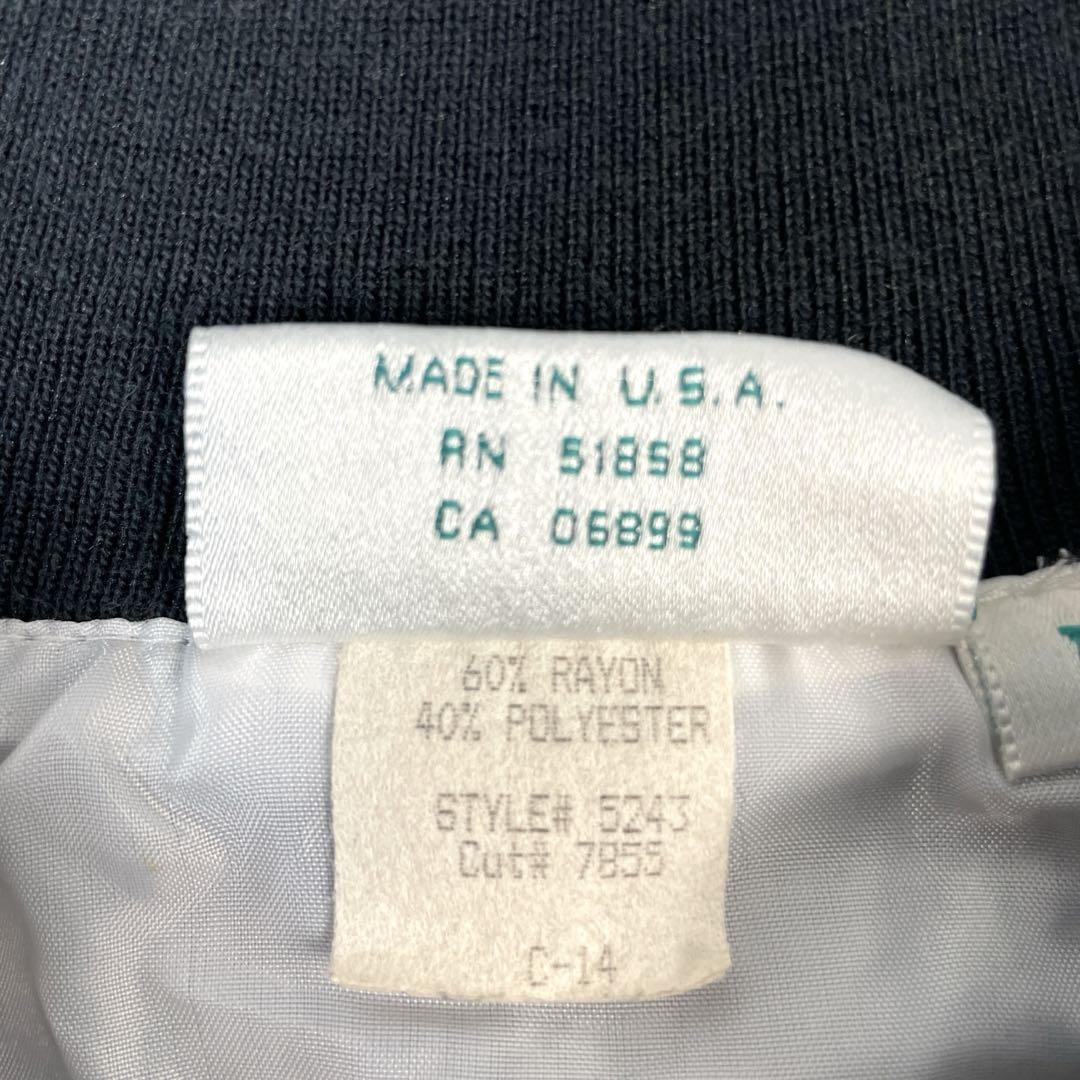 MADE IN U.S.A.
RN 51858
CA 06899
60% RAYON
40% POLYESTER
STYLE# 5243
Cut# 7855
C-14